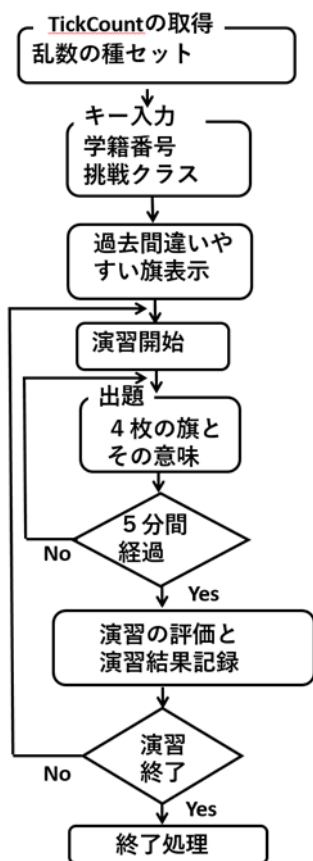 TickCountの取得
乱数の種セット
キー入力
学籍番号
挑戦クラス
過去間違いや
すい旗表示
演習開始
出題
４枚の旗と
その意味
５分間
経過
No
Yes
演習の評価と
演習結果記録
演習
終了
No
Yes
終了処理